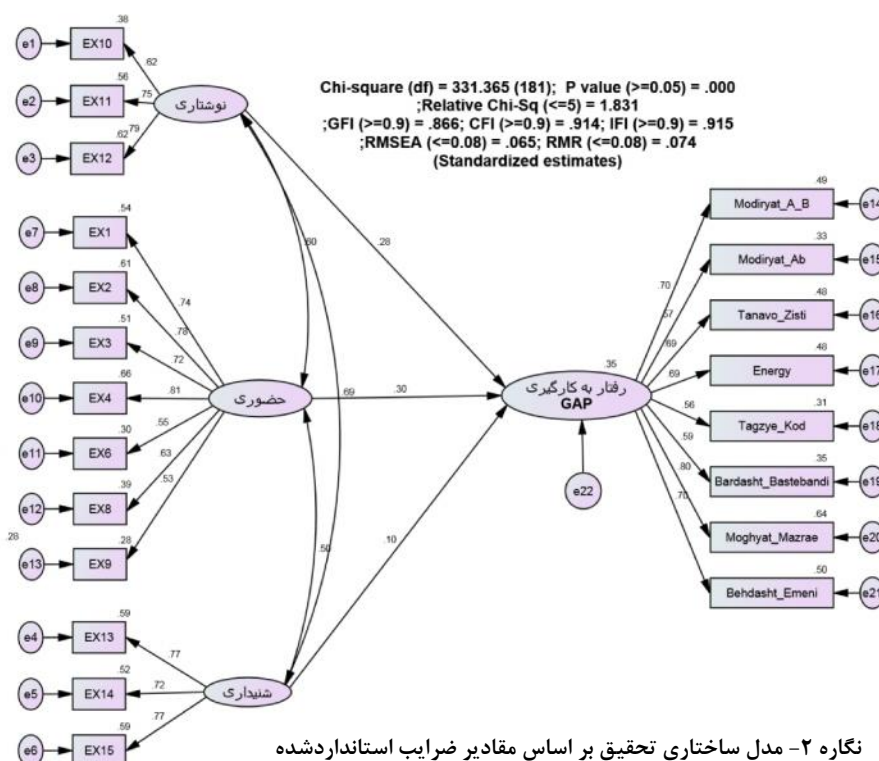 Chi-square (df) = 331.365 (181); P value (>=0.05) = .000
;Relative Chi-Sq (<=5) = 1.831
;GFI (>=0.9) = .866; CFI (>=0.9) = .914; IFI (>=0.9) = .915
;RMSEA (<=0.08) = .065; RMR (<=0.08) = .074
(Standardized estimates)
.38
e1 EX10
.62
.56
e2 EX11
.75
.62
e3 EX12
.79
نوشتاری
.54
e7 EX1
.74
.61
e8 EX2
.78
.51
e9 EX3
.72
.66
e10 EX4
.81
.30
e11 EX6
.55
.39
e12 EX8
.63
.28
.28
e13 EX9
.53
حضوری
.59
e4 EX13
.77
.52
e5 EX14
.72
.59
e6 EX15
.77
شنیداری
.60
.69
.50
.28
.30
.10
.35
رفتار به کارگیری
GAP
e22
.49
Modiryat_A_B e14
.70
.33
Modiryat_Ab e15
.57
.48
Tanavo_Zisti e16
.69
.48
Energy e17
.69
.31
Tagzye_Kod e18
.56
.35
Bardasht_Bastebandi e19
.59
.64
Moghyat_Mazrae e20
.80
.50
Behdasht_Emeni e21
.70
نگاره ۲- مدل ساختاری تحقیق بر اساس مقادیر ضرایب استانداردشده